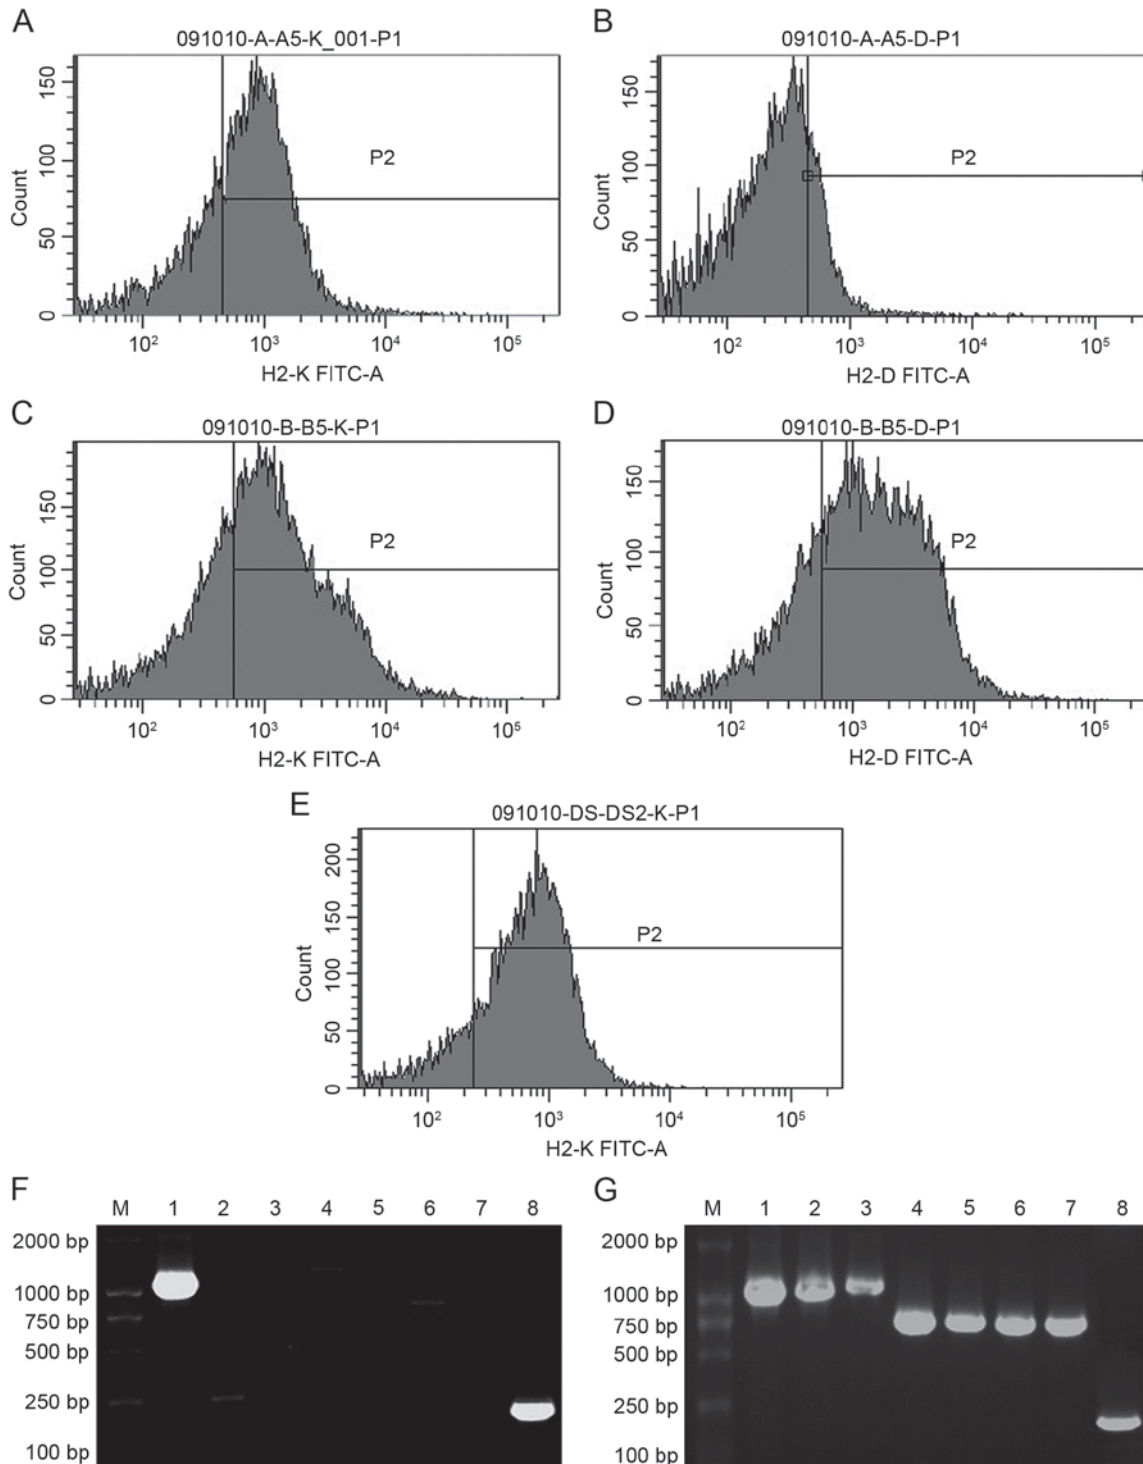 A
B
091010-A-A5-K_001-P1
091010-A-A5-D-P1
Count
150
100
50
0
P2
10²
10³
10⁴
10⁵
H2-K FITC-A
Count
150
100
50
0
P2
10²
10³
10⁴
10⁵
H2-D FITC-A
C
D
091010-B-B5-K-P1
091010-B-B5-D-P1
Count
150
100
50
0
P2
10²
10³
10⁴
10⁵
H2-K FITC-A
Count
150
100
50
0
P2
10²
10³
10⁴
10⁵
H2-D FITC-A
E
091010-DS-DS2-K-P1
Count
200
150
100
50
0
P2
10²
10³
10⁴
10⁵
H2-K FITC-A
F
M 1 2 3 4 5 6 7 8
2000 bp
1000 bp
750 bp
500 bp
250 bp
100 bp
G
M 1 2 3 4 5 6 7 8
2000 bp
1000 bp
750 bp
500 bp
250 bp
100 bp